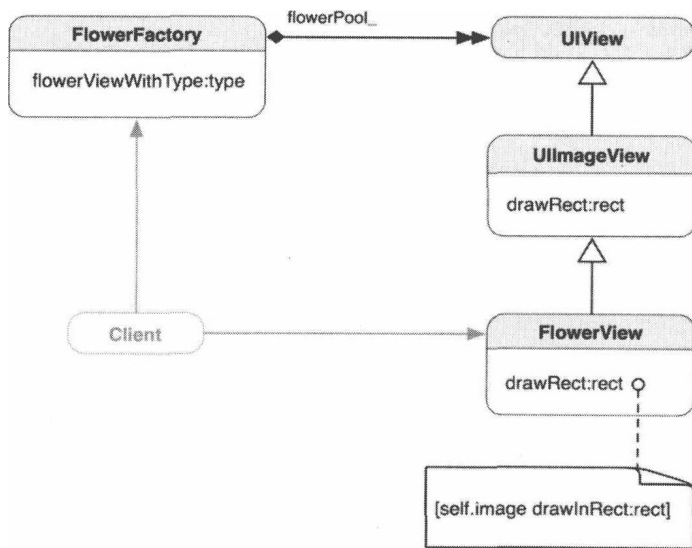 flowerPool_
FlowerFactory
UIView
flowerViewWithType:type
UIImageView
drawRect:rect
Client
FlowerView
drawRect:rect
[self.image drawInRect:rect]